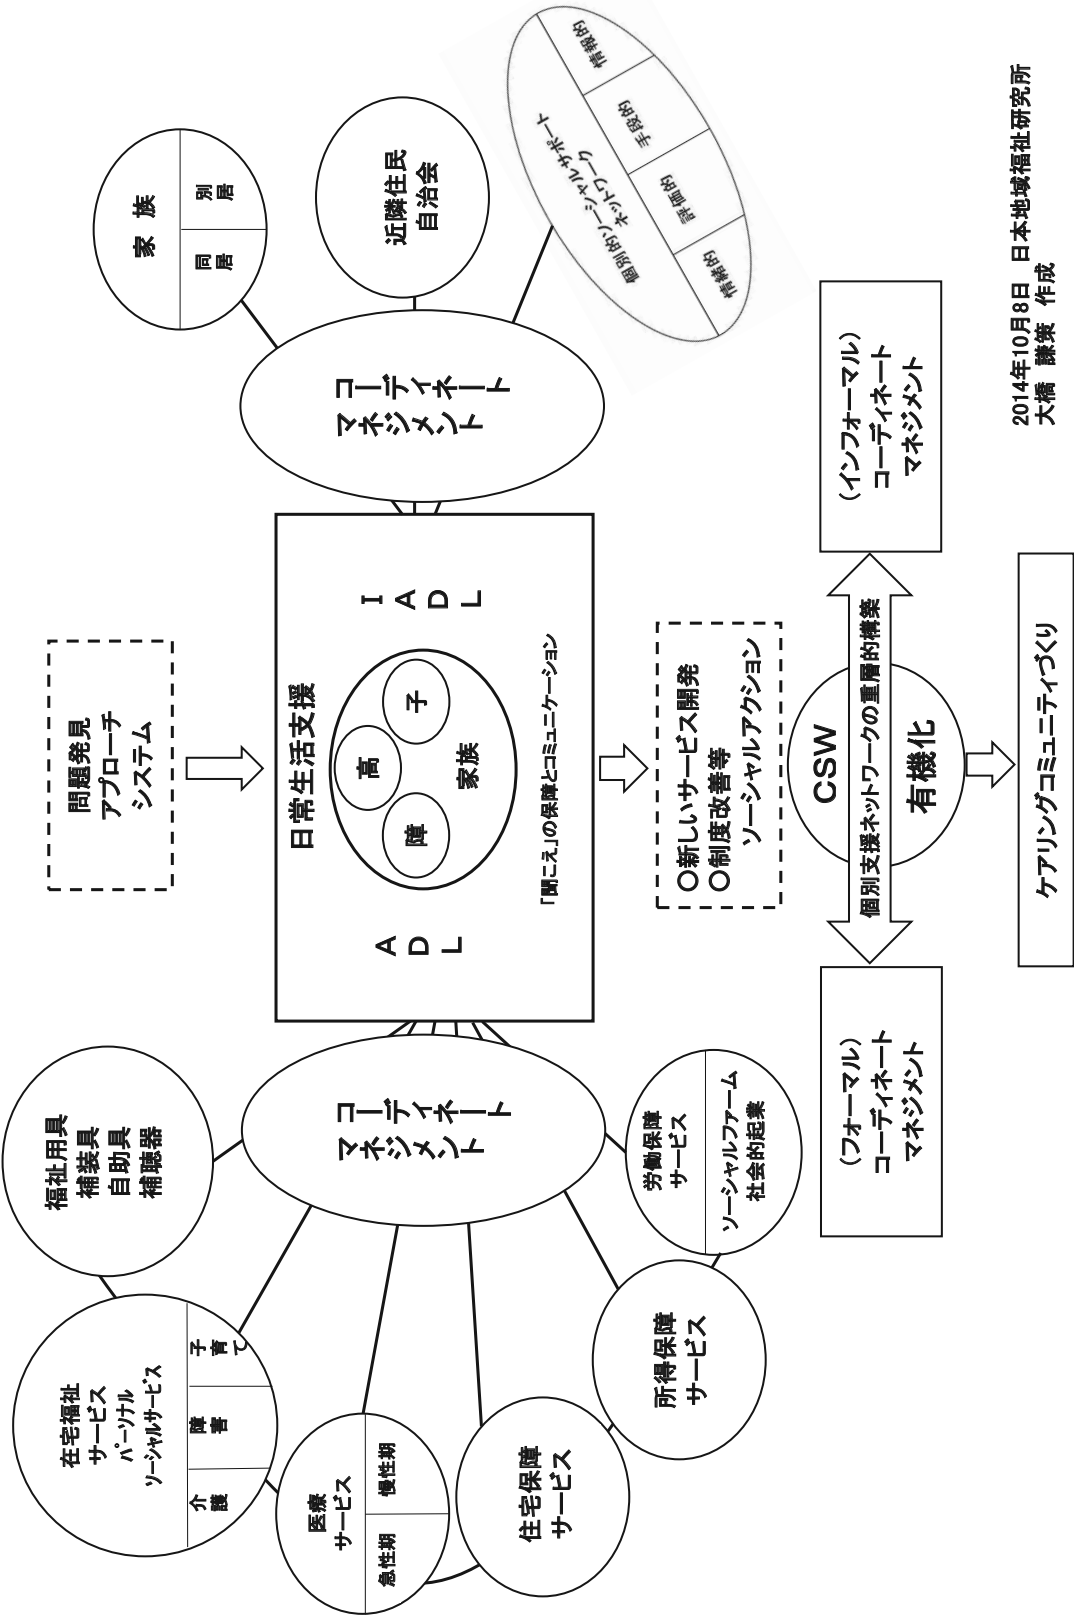 問題発見
アプローチ
システム
福祉用具
補装具
自助具
補聴器
在宅福祉
サービス
パーソナル
ソーシャルサービス
介護
障害
子育て
医療
サービス
急性期
慢性期
住宅保障
サービス
所得保障
サービス
労働保障
サービス
ソーシャルファーム
社会的起業
コーディネート
マネジメント
日常生活支援
ADL
障
高
子
家族
IADL
「聞こえ」の保障とコミュニケーション
コーディネート
マネジメント
家 族
同居
別居
近隣住民
自治会
個別的ソーシャルサポート
ネットワーク
情緒的
評価的
手段的
情報的
○新しいサービス開発
○制度改善等
ソーシャルアクション
(フォーマル)
コーディネート
マネジメント
CSW
個別支援ネットワークの重層的構築
有機化
(インフォーマル)
コーディネート
マネジメント
ケアリングコミュニティづくり
2014年10月8日 日本地域福祉研究所
大橋 謙策 作成